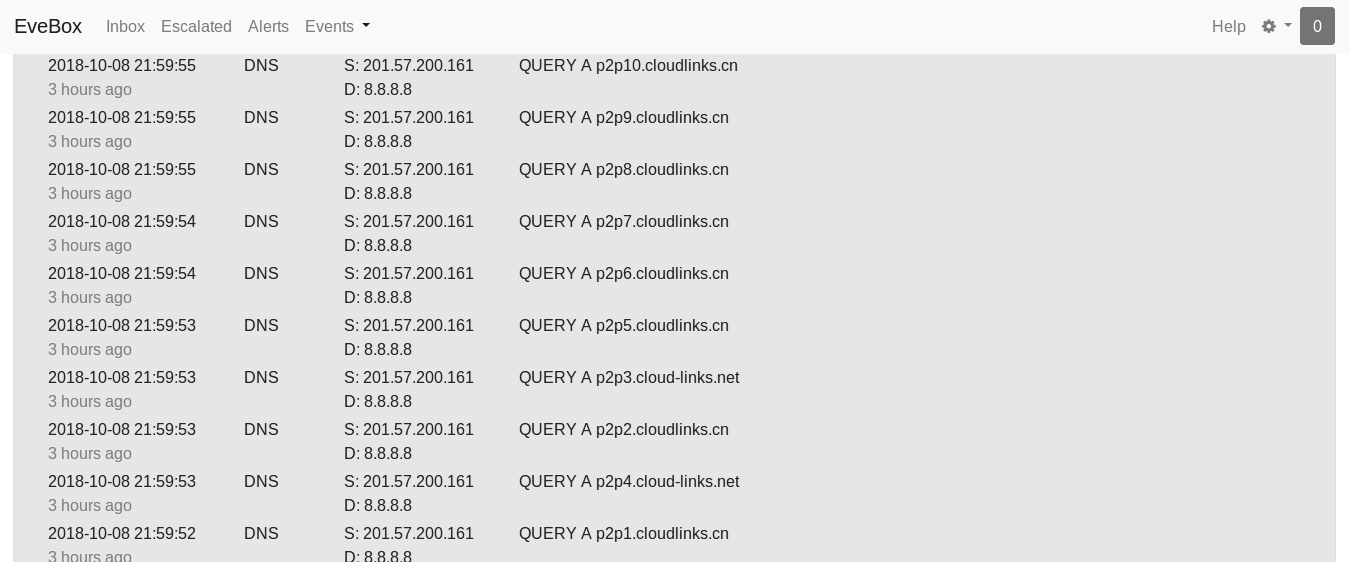 EveBox Inbox Escalated Alerts Events Help 0
2018-10-08 21:59:55 DNS S: 201.57.200.161 QUERY A p2p10.cloudlinks.cn
3 hours ago D: 8.8.8.8
2018-10-08 21:59:55 DNS S: 201.57.200.161 QUERY A p2p9.cloudlinks.cn
3 hours ago D: 8.8.8.8
2018-10-08 21:59:55 DNS S: 201.57.200.161 QUERY A p2p8.cloudlinks.cn
3 hours ago D: 8.8.8.8
2018-10-08 21:59:54 DNS S: 201.57.200.161 QUERY A p2p7.cloudlinks.cn
3 hours ago D: 8.8.8.8
2018-10-08 21:59:54 DNS S: 201.57.200.161 QUERY A p2p6.cloudlinks.cn
3 hours ago D: 8.8.8.8
2018-10-08 21:59:53 DNS S: 201.57.200.161 QUERY A p2p5.cloudlinks.cn
3 hours ago D: 8.8.8.8
2018-10-08 21:59:53 DNS S: 201.57.200.161 QUERY A p2p3.cloud-links.net
3 hours ago D: 8.8.8.8
2018-10-08 21:59:53 DNS S: 201.57.200.161 QUERY A p2p2.cloudlinks.cn
3 hours ago D: 8.8.8.8
2018-10-08 21:59:53 DNS S: 201.57.200.161 QUERY A p2p4.cloud-links.net
3 hours ago D: 8.8.8.8
2018-10-08 21:59:52 DNS S: 201.57.200.161 QUERY A p2p1.cloudlinks.cn
3 hours ago D: 8.8.8.8